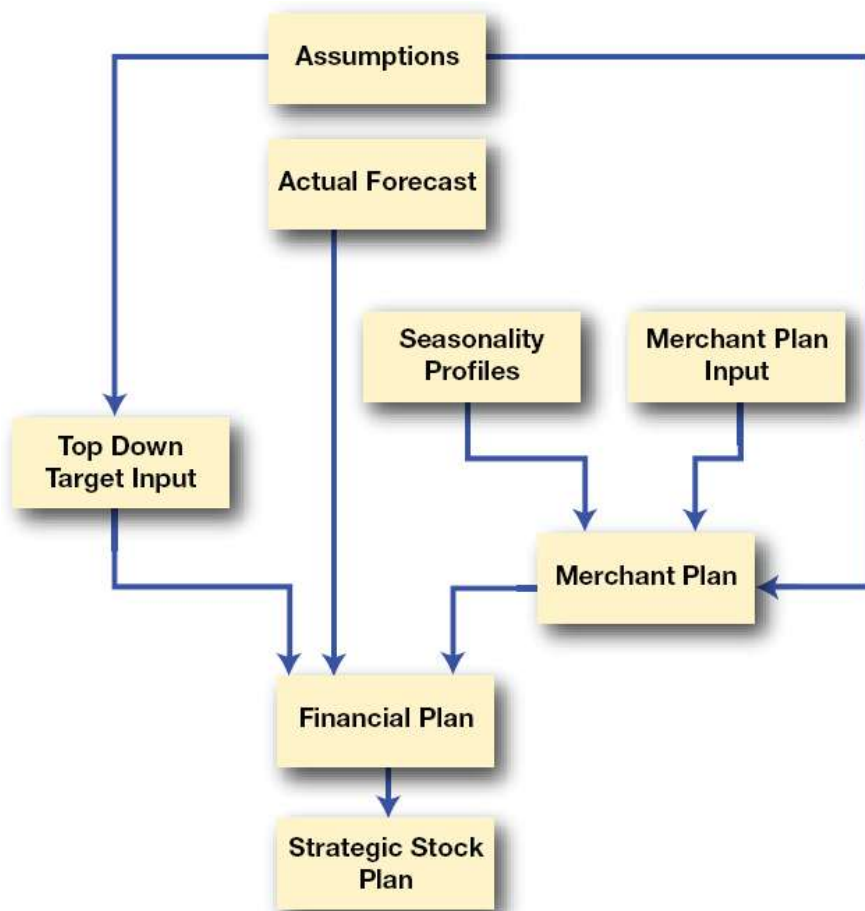 Assumptions
Actual Forecast
Seasonality
Profiles
Merchant Plan
Input
Top Down
Target Input
Merchant Plan
Financial Plan
Strategic Stock
Plan